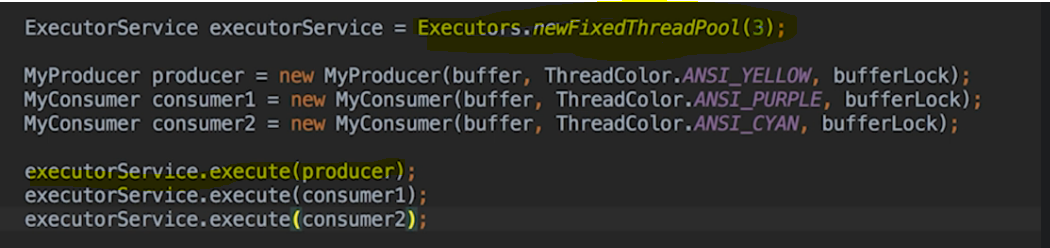 ExecutorService executorService = Executors.newFixedThreadPool(3);
MyProducer producer = new MyProducer(buffer, ThreadColor.ANSI_YELLOW, bufferLock);
MyConsumer consumer1 = new MyConsumer(buffer, ThreadColor.ANSI_PURPLE, bufferLock);
MyConsumer consumer2 = new MyConsumer(buffer, ThreadColor.ANSI_CYAN, bufferLock);
executorService.execute(producer);
executorService.execute(consumer1);
executorService.execute(consumer2);